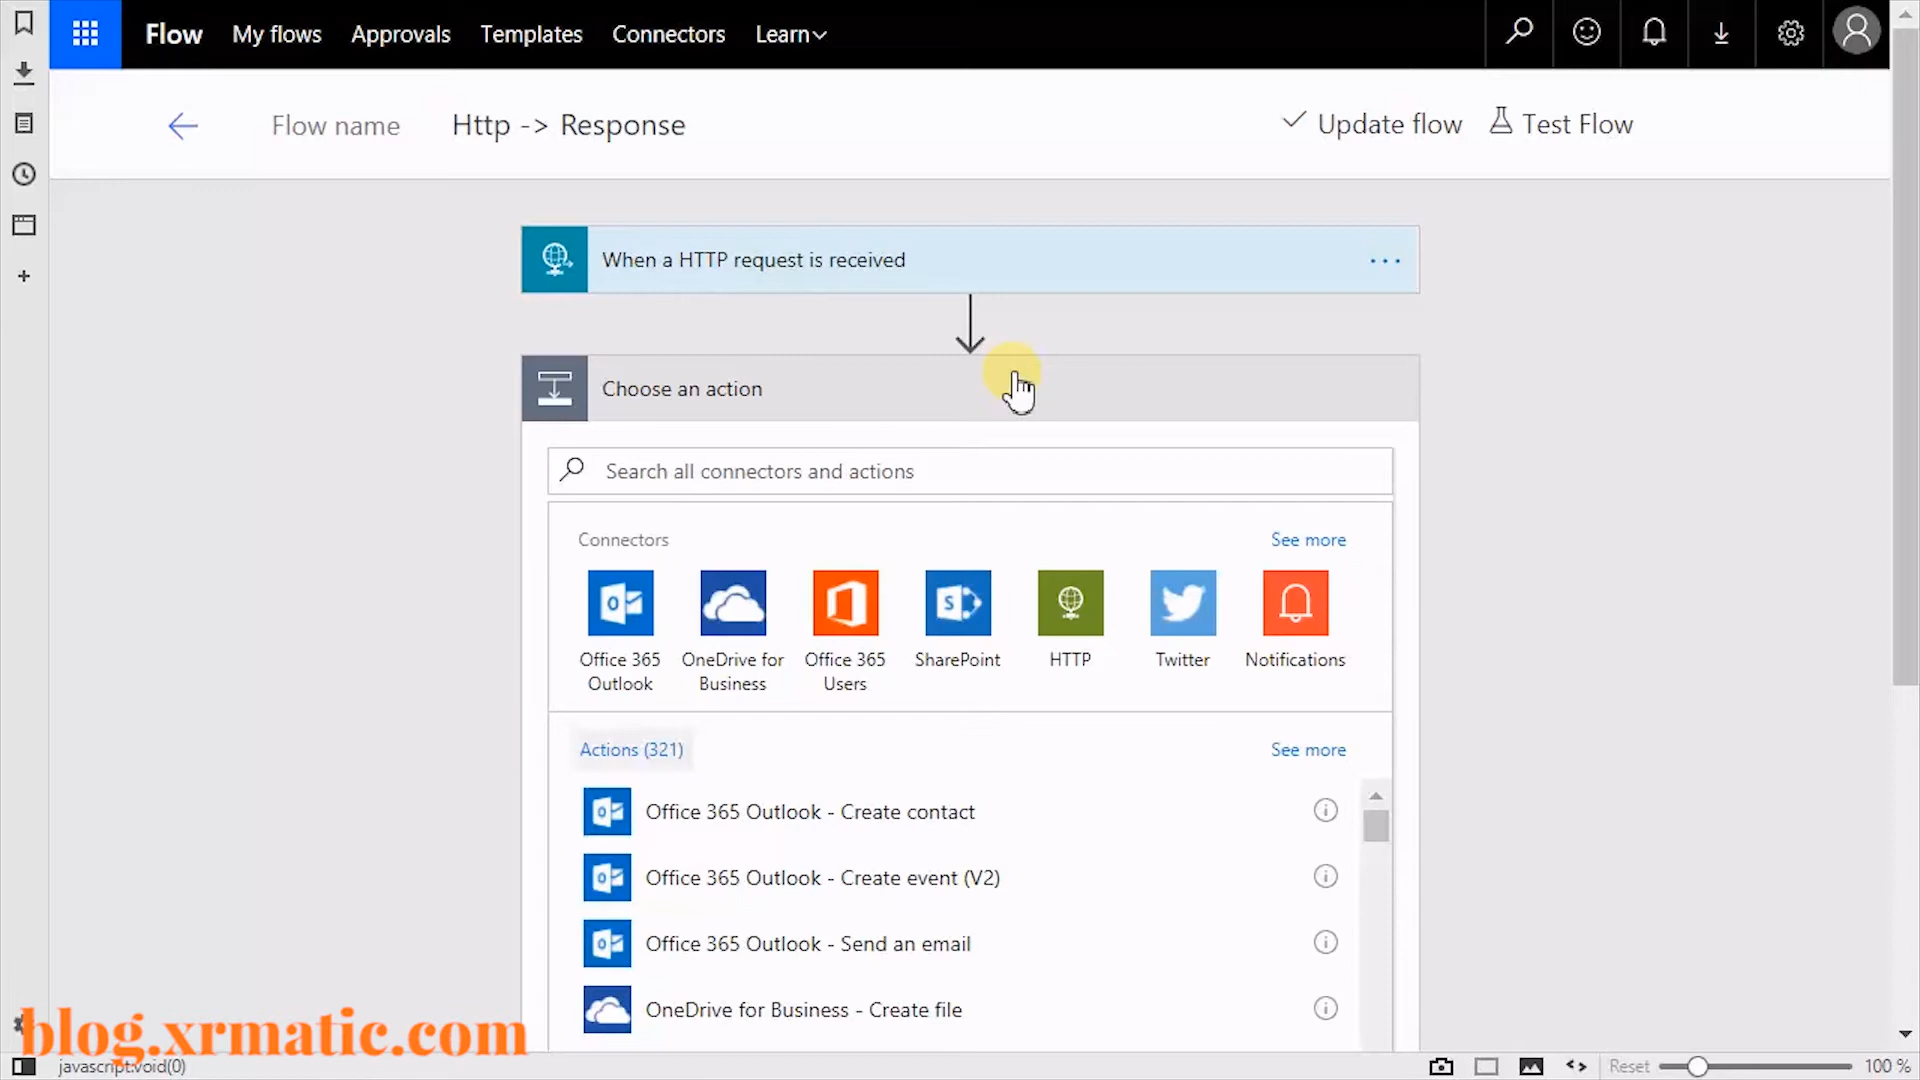 Flow My flows Approvals Templates Connectors Learn
Flow name Http -> Response Update flow Test Flow
When a HTTP request is received
Choose an action
Search all connectors and actions
Connectors See more
Office 365 Outlook
OneDrive for Business
Office 365 Users
SharePoint
HTTP
Twitter
Notifications
Actions (321) See more
Office 365 Outlook - Create contact
Office 365 Outlook - Create event (V2)
Office 365 Outlook - Send an email
OneDrive for Business - Create file
blog.xrmatic.com
javascript:void(0) Reset 100 %